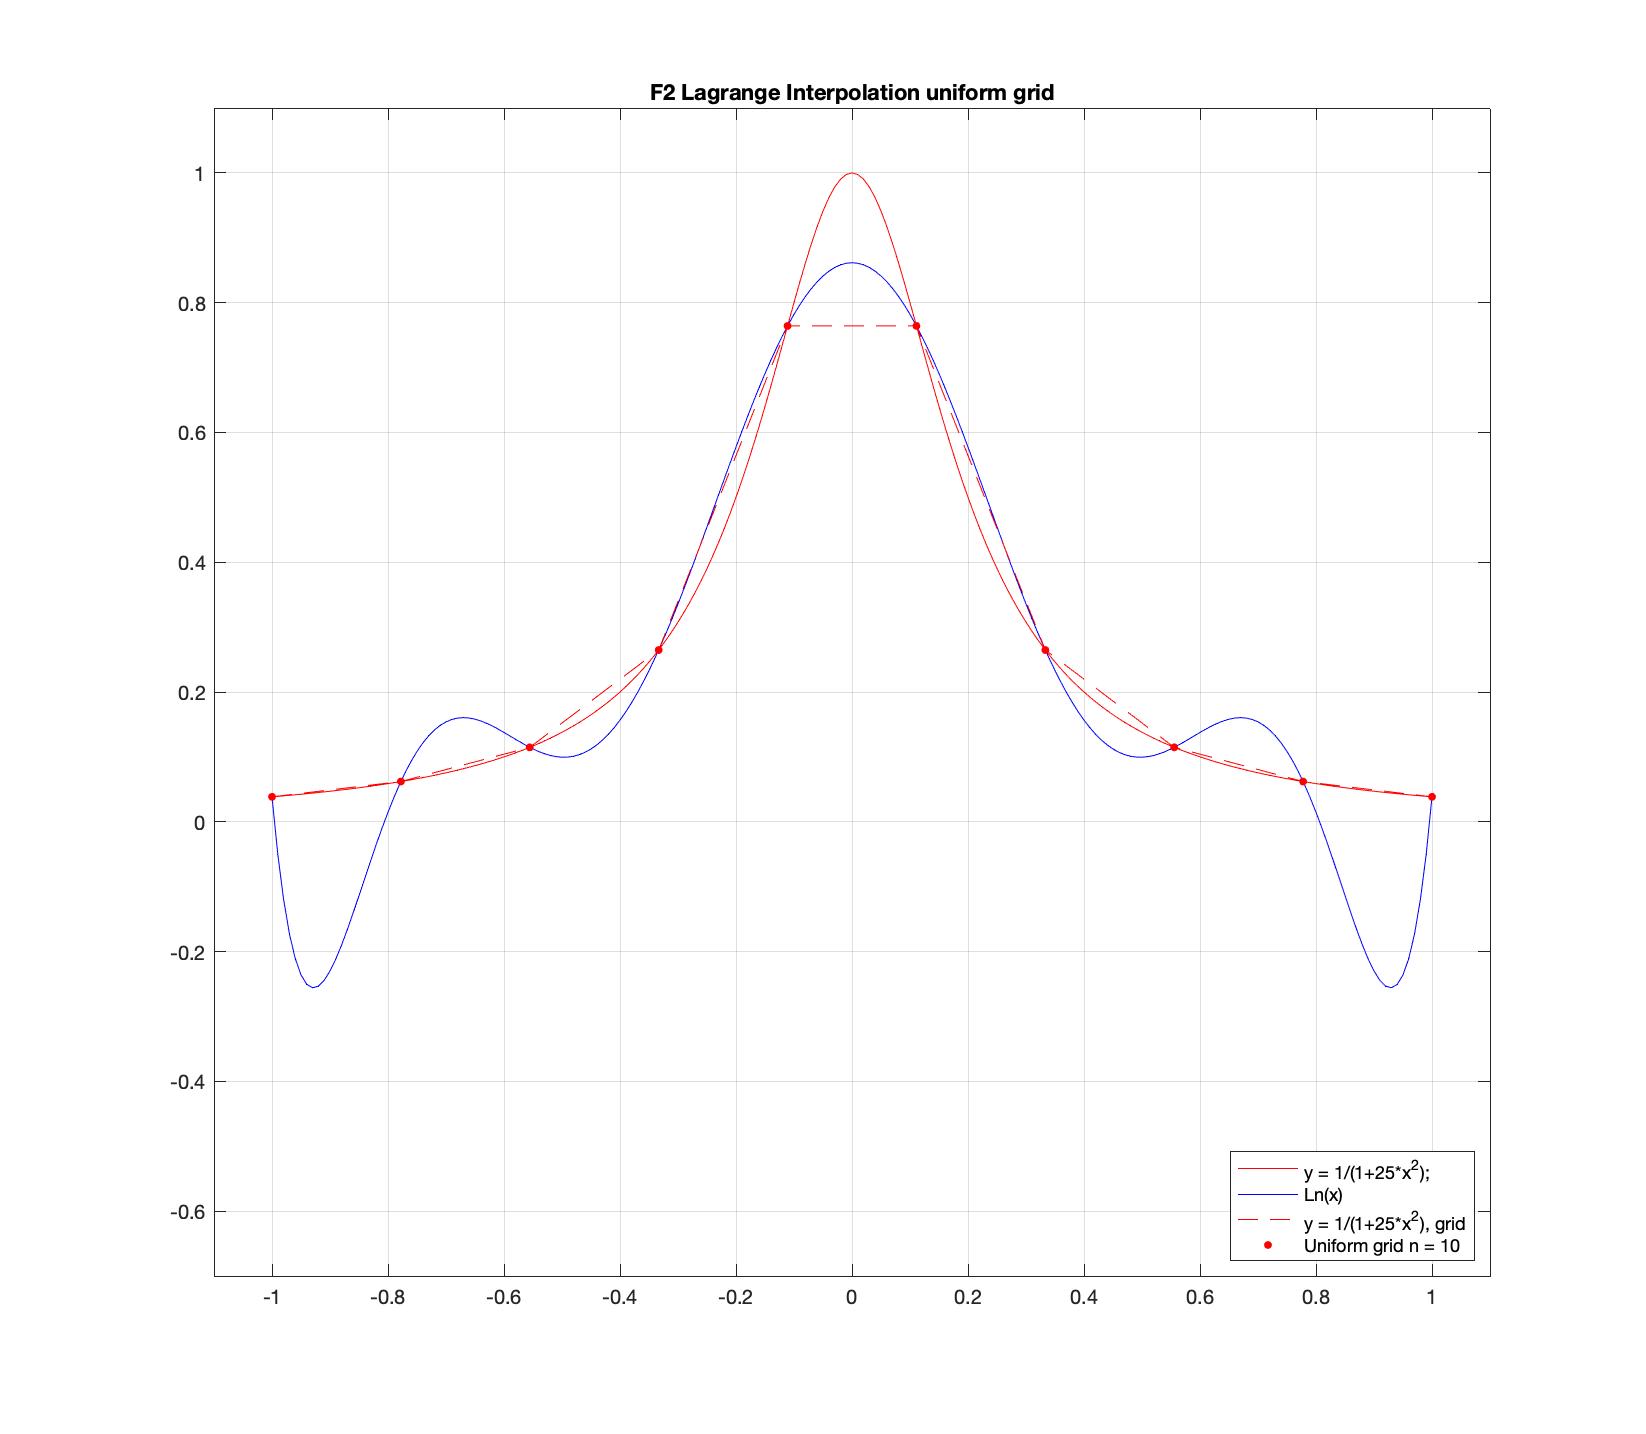 F2 Lagrange Interpolation uniform grid
1
0.8
0.6
0.4
0.2
0
-0.2
-0.4
-0.6
-1 -0.8 -0.6 -0.4 -0.2 0 0.2 0.4 0.6 0.8 1
y = 1/(1+25*x²);
Ln(x)
y = 1/(1+25*x²), grid
Uniform grid n = 10